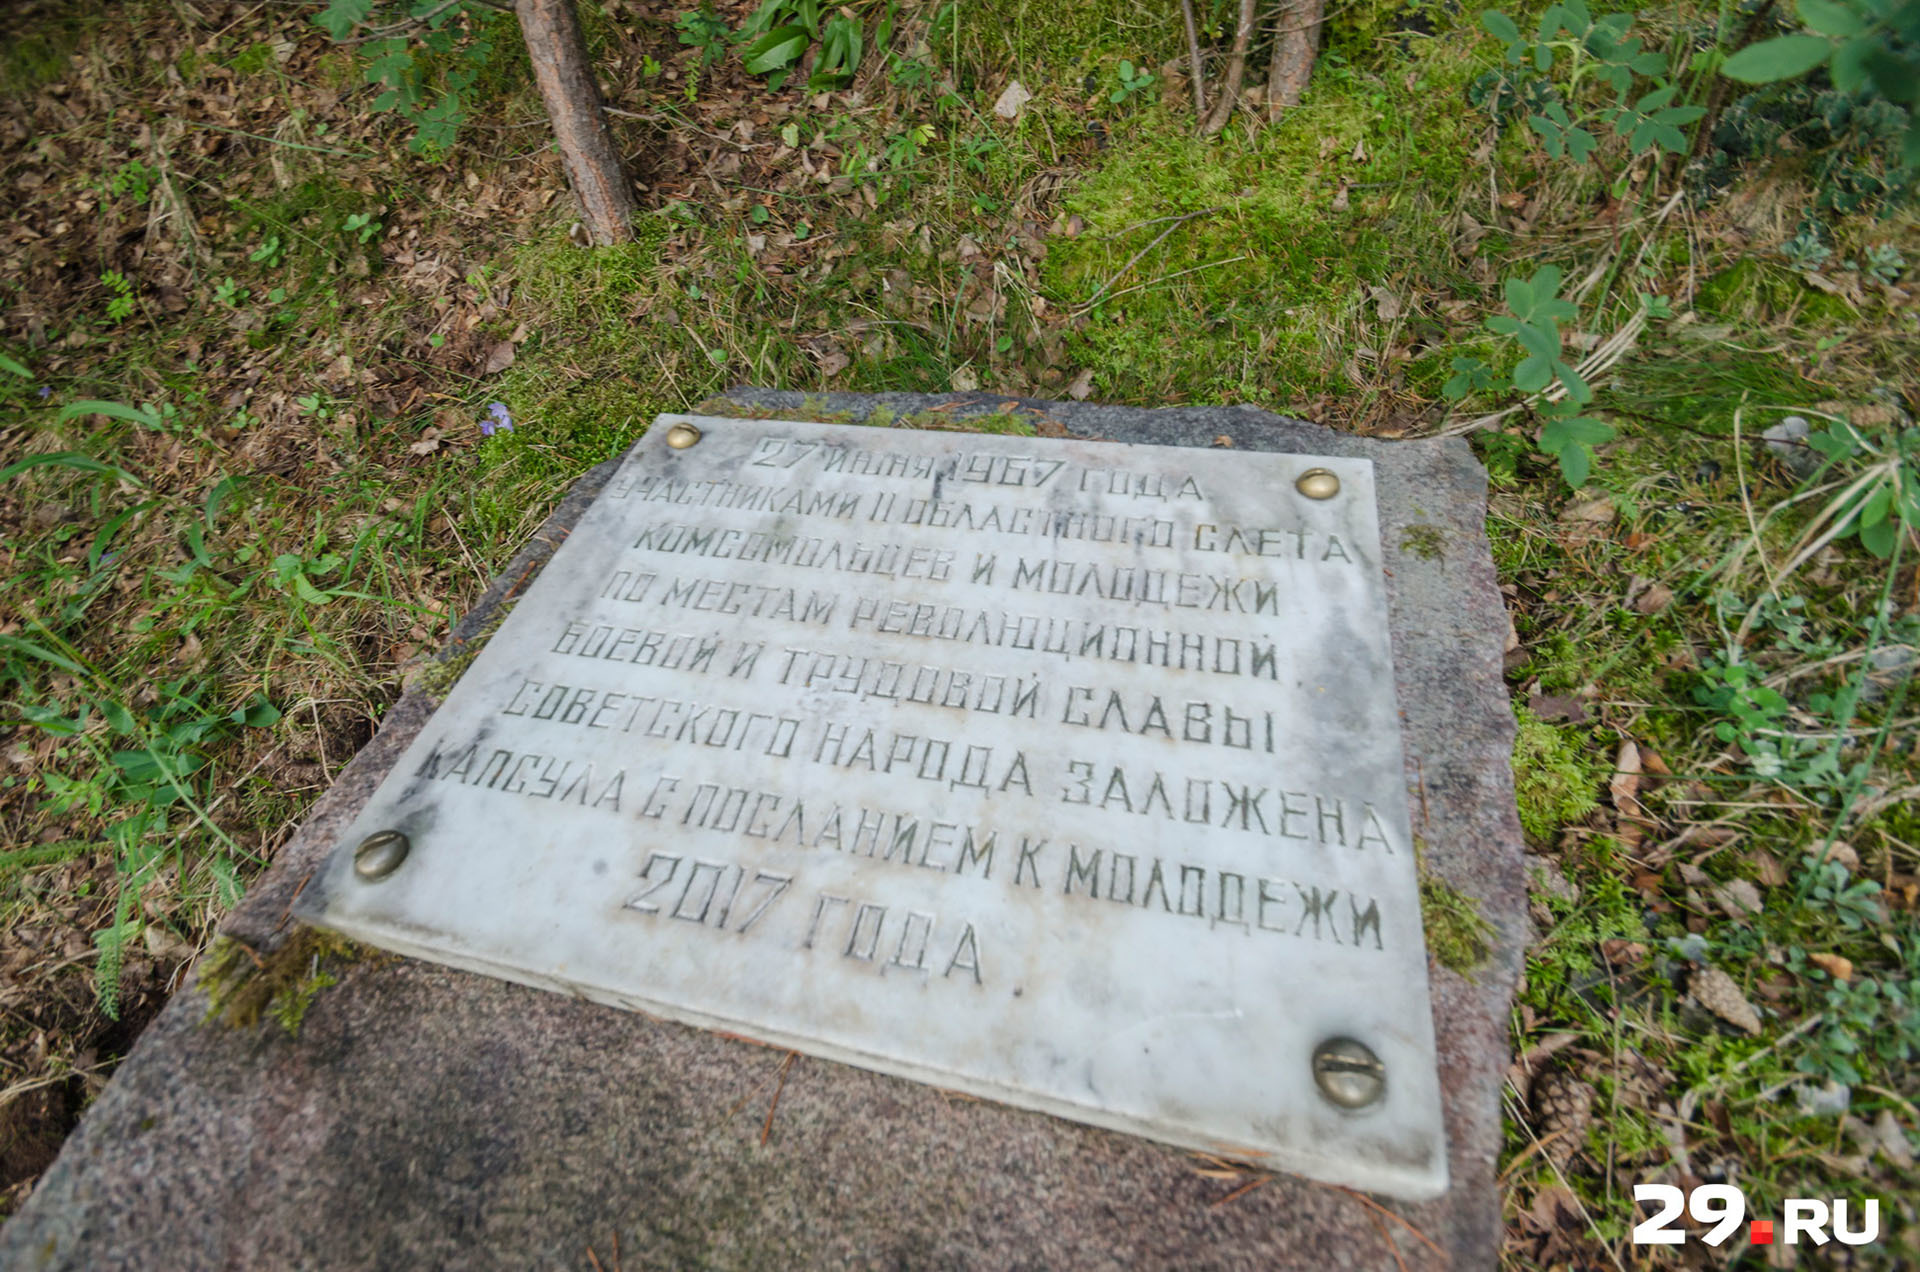 27 июня 1967 ГОДА
УЧАСТНИКАМИ II ОБЛАСТНОГО СЛЕТА
КОМСОМОЛЬЦЕВ И МОЛОДЕЖИ
ПО МЕСТАМ РЕВОЛЮЦИОННОЙ
БОЕВОЙ И ТРУДОВОЙ СЛАВЫ
СОВЕТСКОГО НАРОДА ЗАЛОЖЕНА
КАПСУЛА С ПОСЛАНИЕМ К МОЛОДЕЖИ
2017 ГОДА.
29.RU